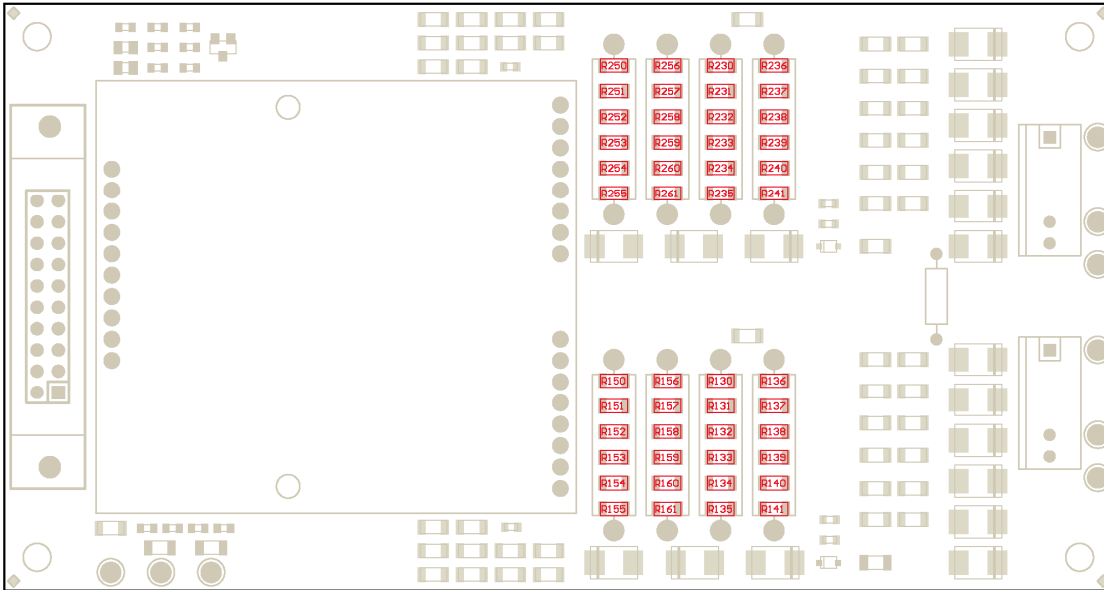 R250 R256 R230 R236
R251 R257 R231 R237
R252 R258 R232 R238
R253 R259 R233 R239
R254 R260 R234 R240
R255 R261 R235 R241
R150 R156 R130 R136
R151 R157 R131 R137
R152 R158 R132 R138
R153 R159 R133 R139
R154 R160 R134 R140
R155 R161 R135 R141